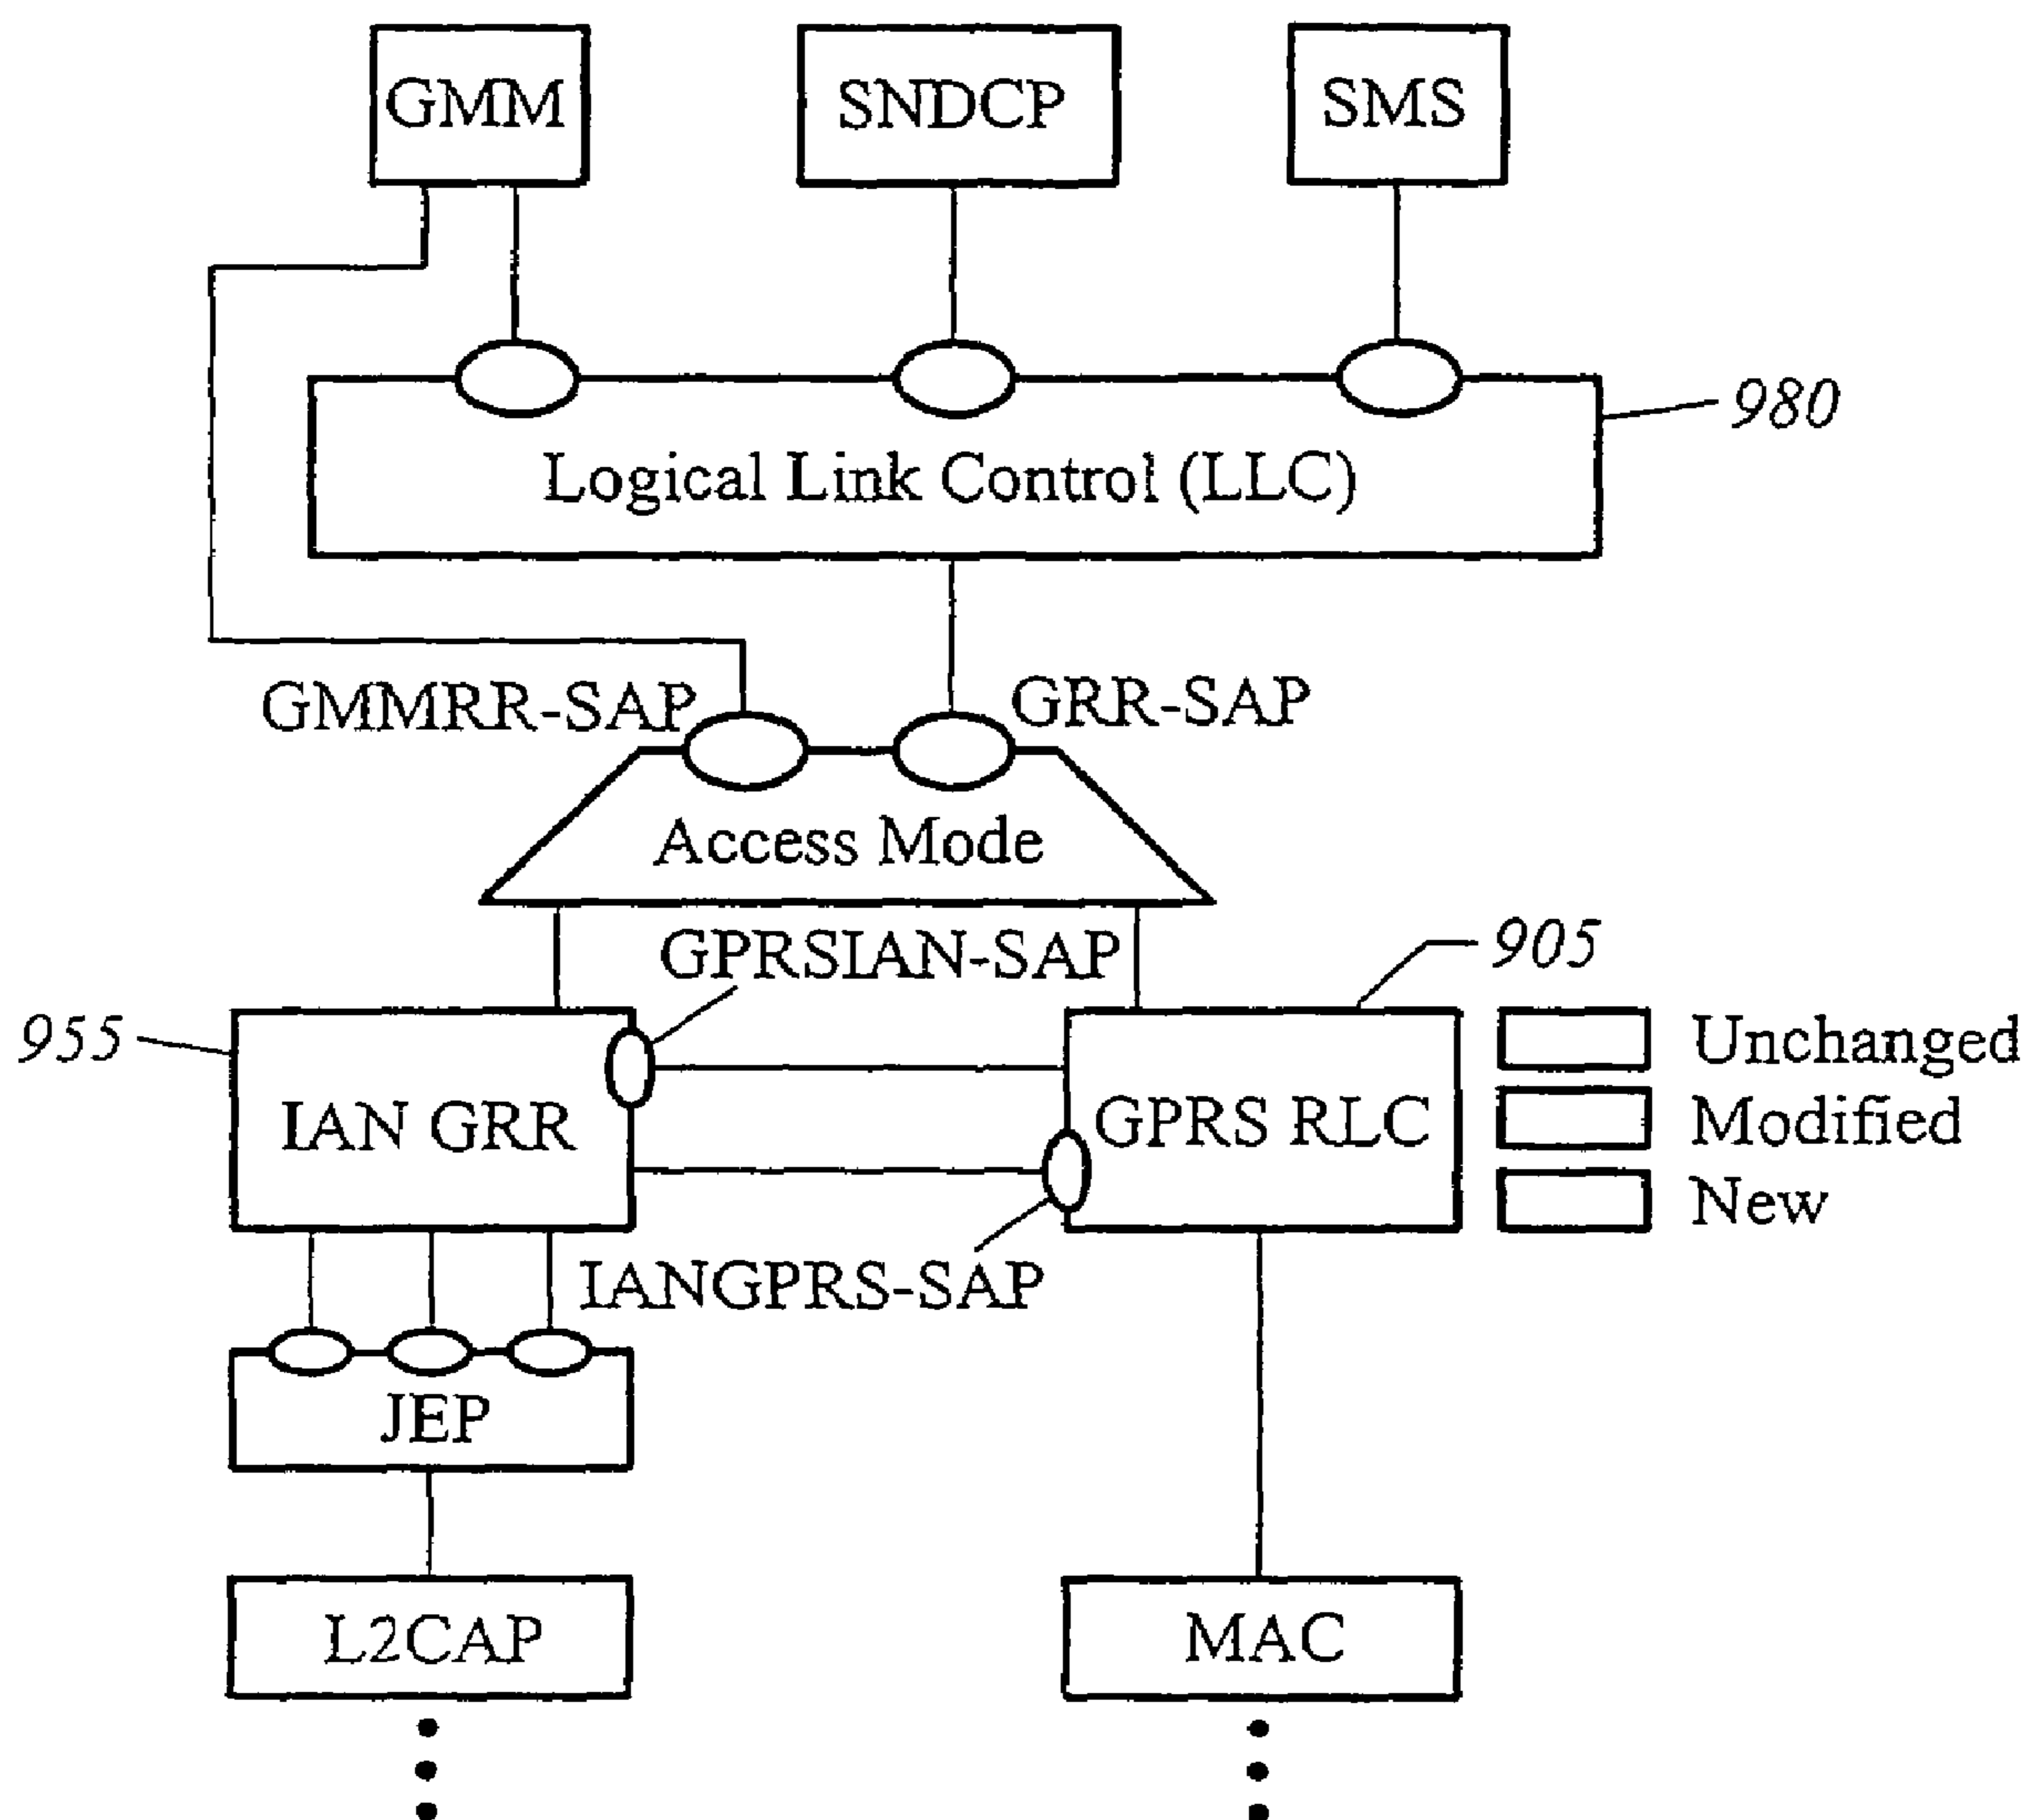 GMM
SNDCP
SMS
980
Logical Link Control (LLC)
GMMRR-SAP
GRR-SAP
Access Mode
GPRSIAN-SAP
905
955
Unchanged
IAN GRR
GPRS RLC
Modified
New
IANGPRS-SAP
JEP
L2CAP
MAC